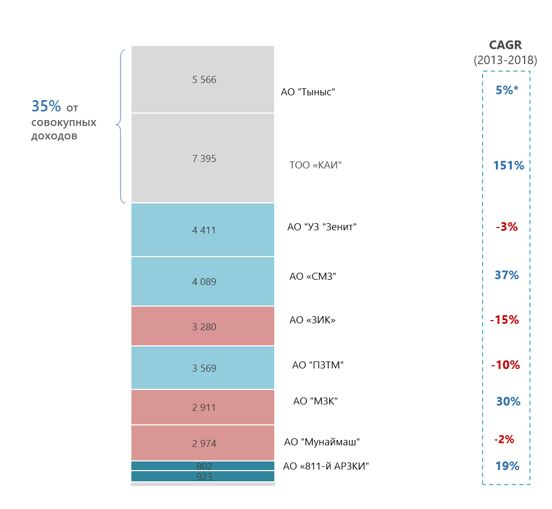 CAGR
(2013-2018)
5 566
АО "Тыныс"
5%*
35% от
совокупных
доходов
7 395
ТОО «КАИ"
151%
4 411
АО "УЗ "Зенит"
-3%
4 089
АО «СМЗ"
37%
3 280
АО «ЗИК»
-15%
3 569
АО "ПЗТМ"
-10%
2 911
АО "МЗК"
30%
2 974
АО "Мунаймаш"
-2%
802
АО «811-й АРЗКИ"
19%
923